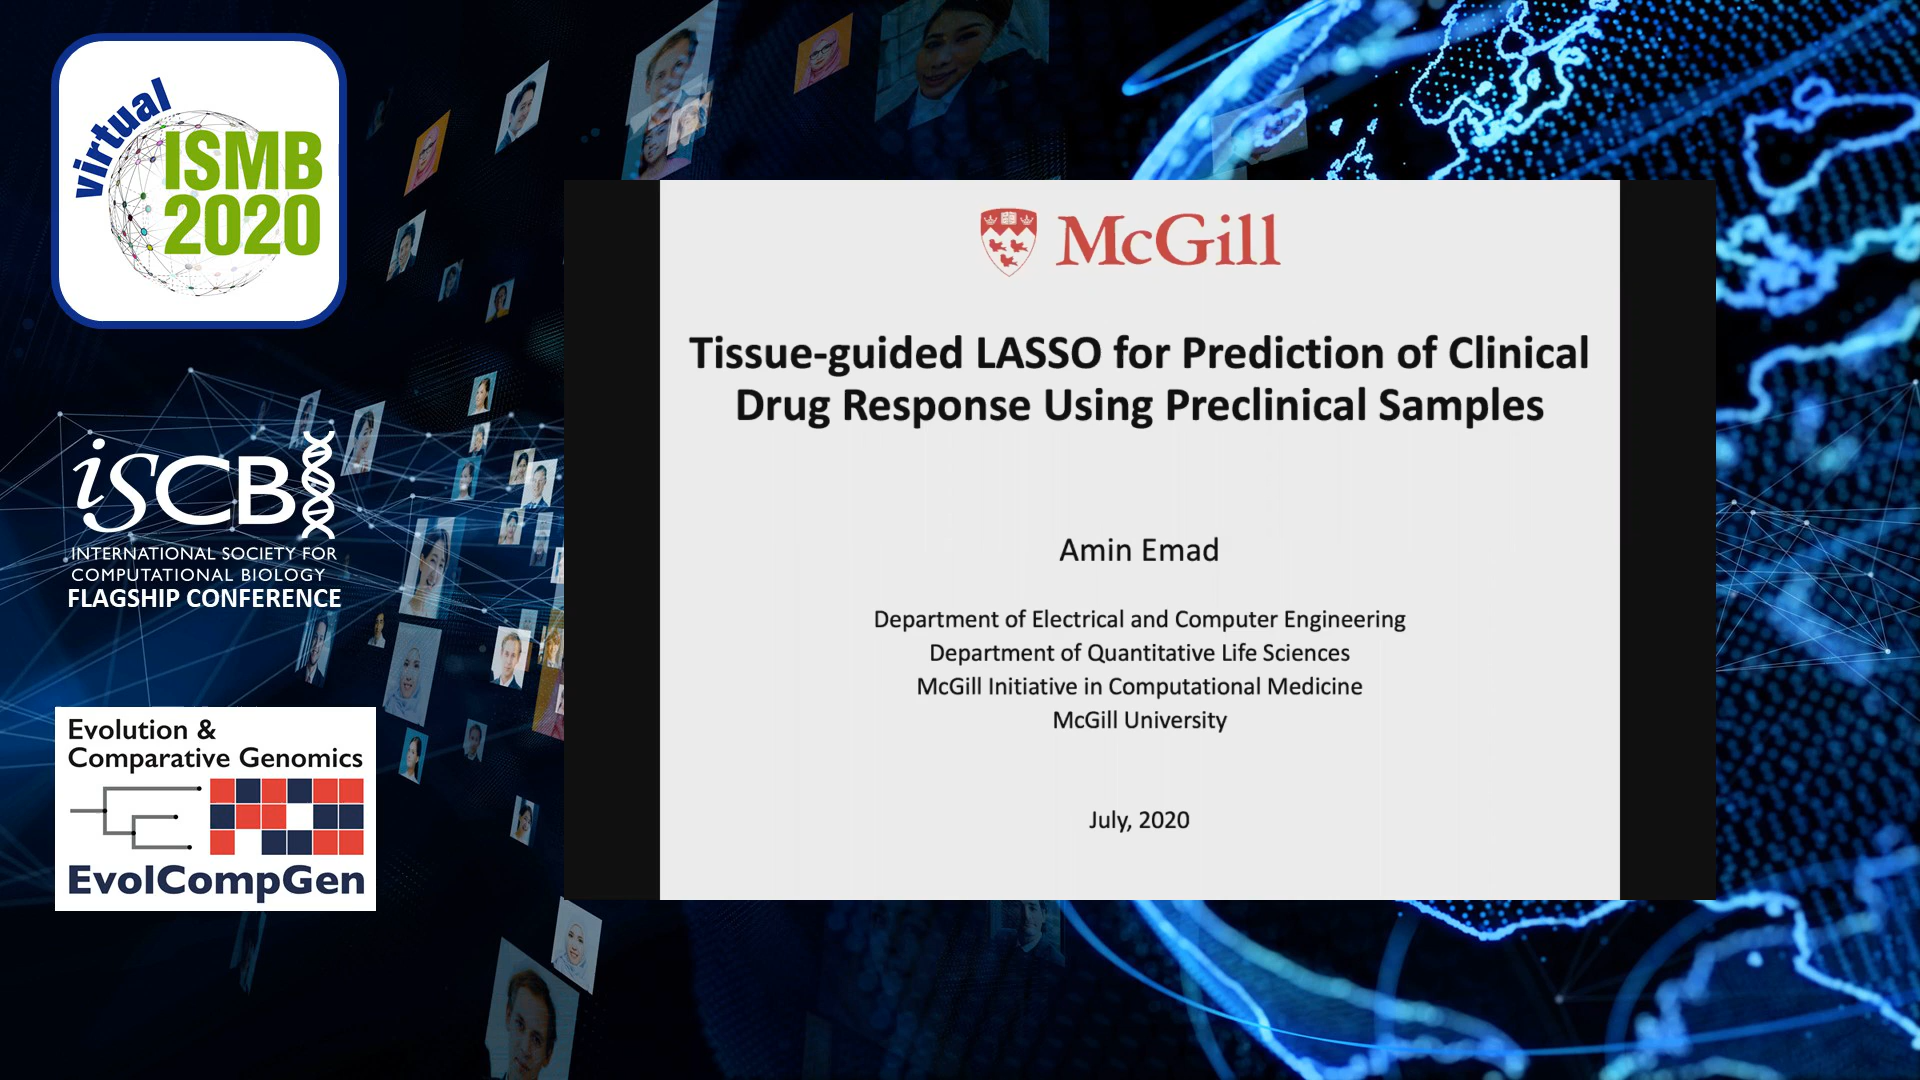 virtual
ISMB
2020
iSCB
INTERNATIONAL SOCIETY FOR
COMPUTATIONAL BIOLOGY
FLAGSHIP CONFERENCE
Evolution &
Comparative Genomics
EvolCompGen
McGill
Tissue-guided LASSO for Prediction of Clinical
Drug Response Using Preclinical Samples
Amin Emad
Department of Electrical and Computer Engineering
Department of Quantitative Life Sciences
McGill Initiative in Computational Medicine
McGill University
July, 2020